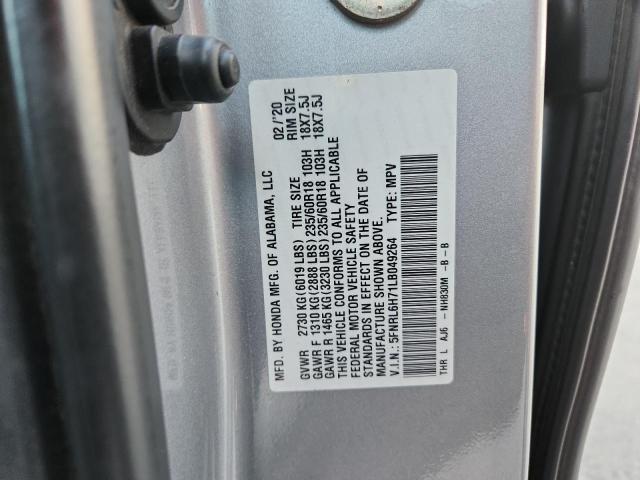 MFD. BY HONDA MFG. OF ALABAMA, LLC 02/'20
GVWR 2730 KG(6019 LBS) TIRE SIZE RIM SIZE
GAWR F 1310 KG(2888 LBS)235/60R18 103H 18X7.5J
GAWR R 1465 KG(3230 LBS)235/60R18 103H 18X7.5J
THIS VEHICLE CONFORMS TO ALL APPLICABLE
FEDERAL MOTOR VEHICLE SAFETY
STANDARDS IN EFFECT ON THE DATE OF
MANUFACTURE SHOWN ABOVE.
V.I.N.: 5FNRL6H71LB049264 TYPE: MPV
THR L AJ6 -NH830M -B-B